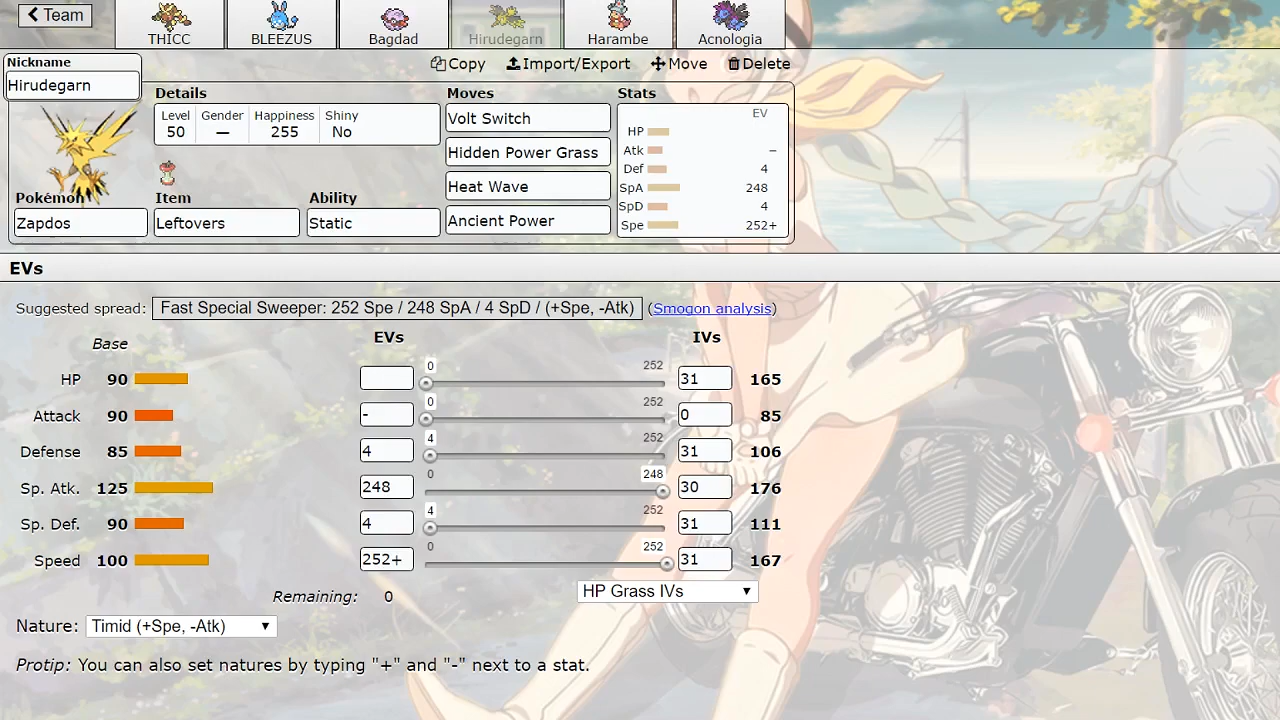 Team
THICC BLEEZUS Bagdad Hirudegarn Harambe Acnologia
Copy Import/Export Move Delete
Nickname
Hirudegarn
Details Moves Stats
Level Gender Happiness Shiny
50 — 255 No
Volt Switch
Hidden Power Grass
Heat Wave
Ancient Power
EV
HP
Atk –
Def 4
SpA 248
SpD 4
Spe 252+
Pokémon Item Ability
Zapdos Leftovers Static
EVs
Suggested spread: Fast Special Sweeper: 252 Spe / 248 SpA / 4 SpD / (+Spe, -Atk) (Smogon analysis)
Base EVs IVs
HP 90 0 252 31 165
Attack 90 - 0 252 0 85
Defense 85 4 4 252 31 106
Sp. Atk. 125 248 0 248 30 176
Sp. Def. 90 4 4 252 31 111
Speed 100 252+ 0 252 31 167
Remaining: 0 HP Grass IVs
Nature: Timid (+Spe, -Atk)
Protip: You can also set natures by typing "+" and "-" next to a stat.